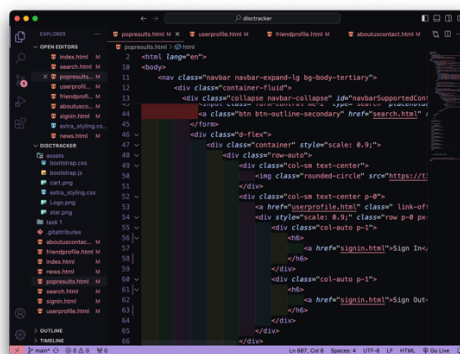 disctracker
EXPLORER
OPEN EDITORS
index.html M
search.html M
popresults... M
userprofile... M
friendprofile... M
aboutusco... M
signin.html M
extra_styling.cs...
news.html M
DISCTRACKER
assets
bootstrap.css
bootstrap.js
cart.png
extra_styling.css
Logo.png
star.png
task 1
.gitattributes
aboutuscontac... M
friendprofile.html M
index.html M
news.html M
popresults.html M
search.html M
signin.html M
userprofile.html M
OUTLINE
TIMELINE
popresults.html M
userprofile.html M
friendprofile.html M
aboutuscontact.html M
popresults.html > html
2 <html lang="en">
10 <body>
11 <nav class="navbar navbar-expand-lg bg-body-tertiary">
12 <div class="container-fluid">
13 <div class="collapse navbar-collapse" id="navbarSupportedCont
44 <a class="btn btn-outline-secondary" href="search.html"
45 </form>
46 <div class="d-flex">
47 <div class="container" style="scale: 0.9;">
48 <div class="row-auto">
49 <div class="col-sm text-center">
50 <img class="rounded-circle" src="https://t3
51 </div>
52 <div class="col-sm text-center p-0">
53 <a href="userprofile.html" class="link-of
54 <div style="scale: 0.9;" class="row p-0 px-
55 <div class="col-auto p-1">
56 <h6>
57 <a href="signin.html">Sign In</
58 </h6>
59 </div>
60 <div class="col-auto p-1">
61 <h6>
62 <a href="signin.html">Sign Out<
63 </h6>
64 </div>
65 </div>
66 </div>
main*
0 0
0
Ln 887, Col 8
Spaces: 4
UTF-8
LF
HTML
Go Live